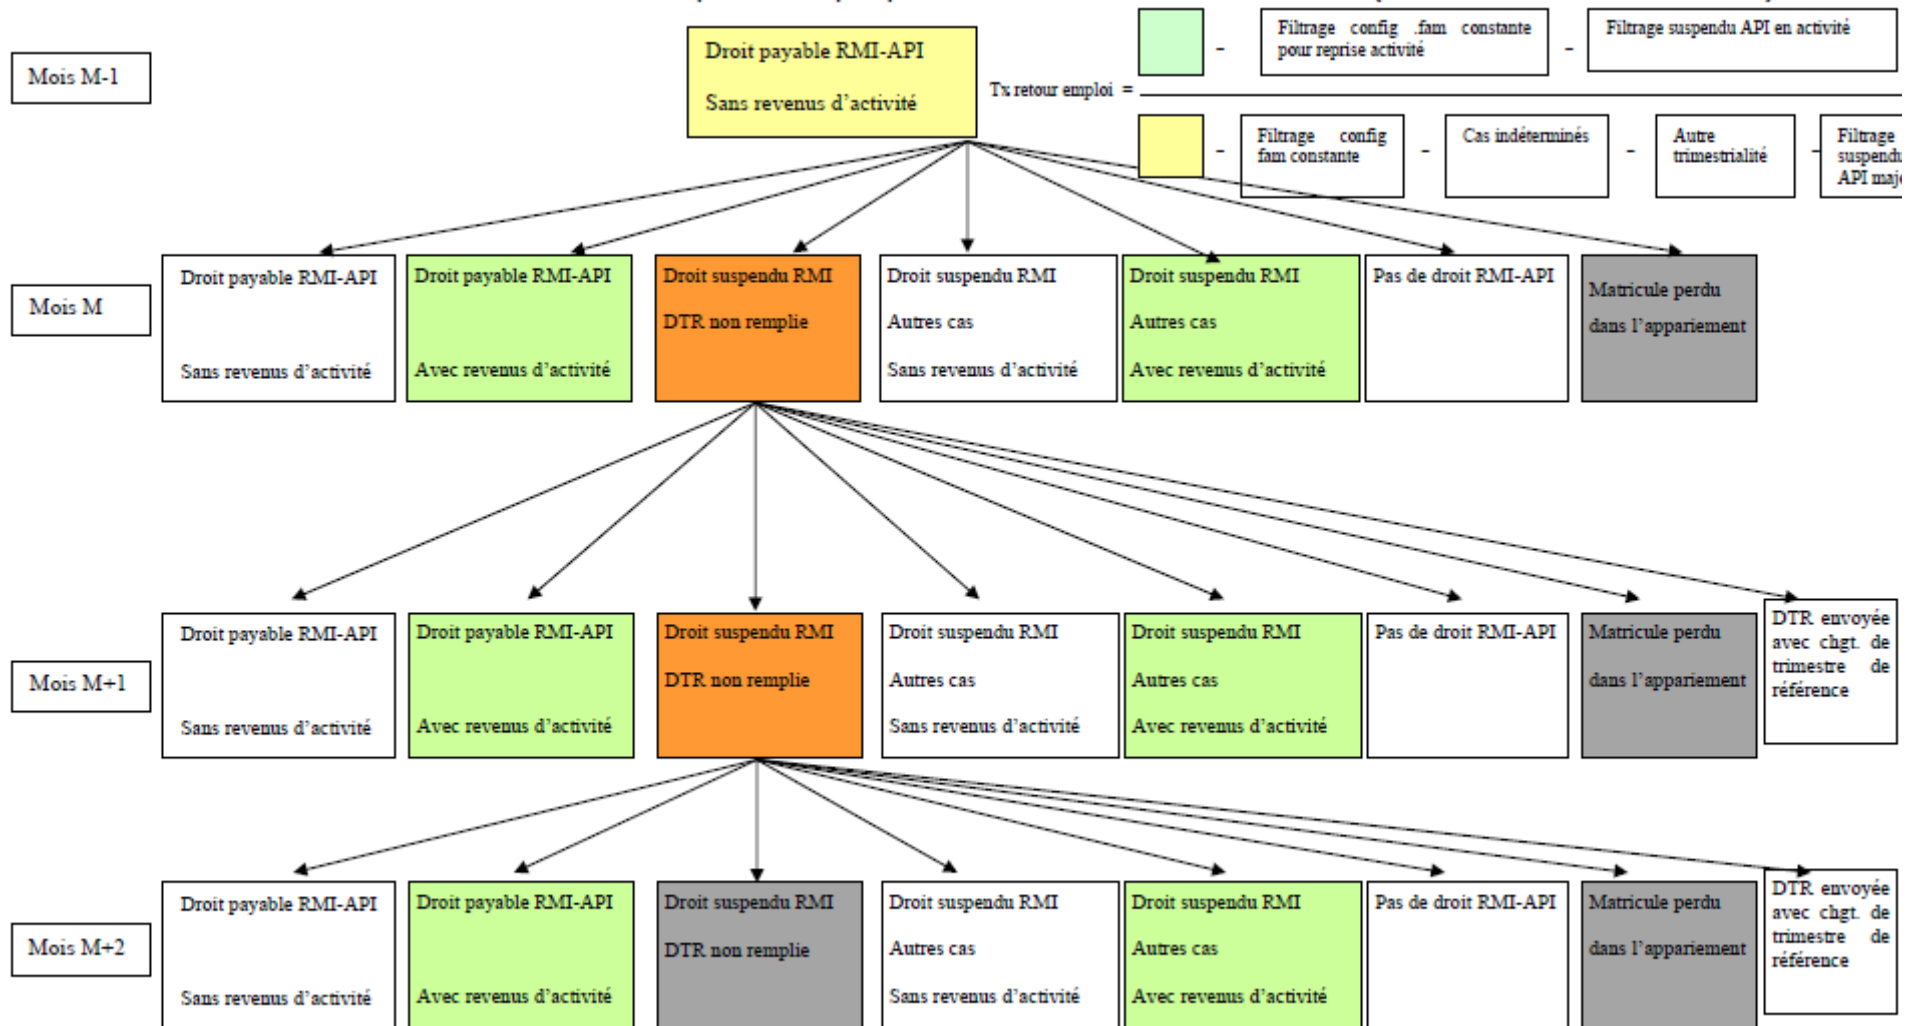 Mois M-1
Droit payable RMI-API
Sans revenus d'activité
Tx retour emploi =
-
Filtrage config .fam constante
pour reprise activité
-
Filtrage suspendu API en activité
-
Filtrage config
fam constante
-
Cas indéterminés
-
Autre
trimestrialité
-
Filtrage
API
Mois M
Droit payable RMI-API
Sans revenus d'activité
Droit payable RMI-API
Avec revenus d'activité
Droit suspendu RMI
DTR non remplie
Droit suspendu RMI
Autres cas
Sans revenus d'activité
Droit suspendu RMI
Autres cas
Avec revenus d'activité
Pas de droit RMI-API
Matricule perdu
dans l'appariement
Mois M+1
Droit payable RMI-API
Sans revenus d'activité
Droit payable RMI-API
Avec revenus d'activité
Droit suspendu RMI
DTR non remplie
Droit suspendu RMI
Autres cas
Sans revenus d'activité
Droit suspendu RMI
Autres cas
Avec revenus d'activité
Pas de droit RMI-API
Matricule perdu
dans l'appariement
DTR envoyée
avec chgt. de
trimestre de
référence
Mois M+2
Droit payable RMI-API
Sans revenus d'activité
Droit payable RMI-API
Avec revenus d'activité
Droit suspendu RMI
DTR non remplie
Droit suspendu RMI
Autres cas
Sans revenus d'activité
Droit suspendu RMI
Autres cas
Avec revenus d'activité
Pas de droit RMI-API
Matricule perdu
dans l'appariement
DTR envoyée
avec chgt. de
trimestre de
référence